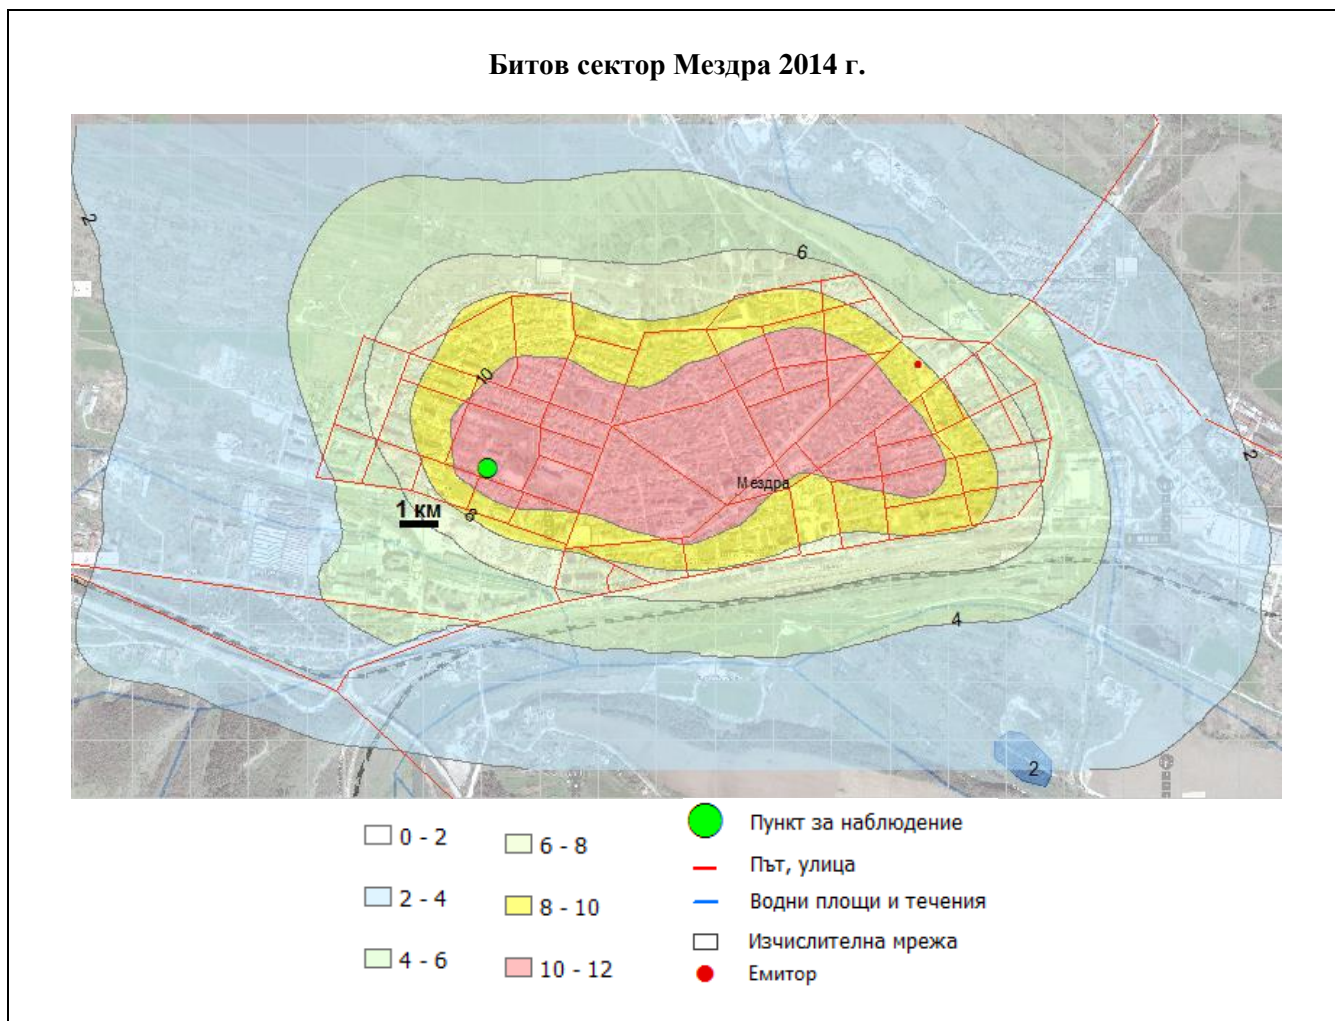 Битов сектор Мездра 2014 г.
2
6
10
Мездра
1 км
8
2
4
2
0 - 2
2 - 4
4 - 6
6 - 8
8 - 10
10 - 12
Пункт за наблюдение
Път, улица
Водни площи и течения
Изчислителна мрежа
Емитор